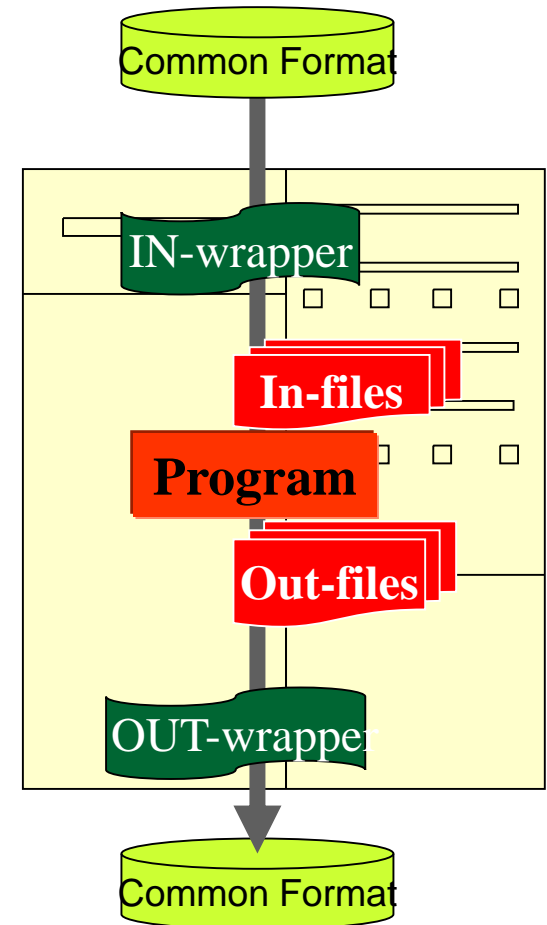 Common Format
IN-wrapper
In-files
Program
Out-files
OUT-wrapper
Common Format